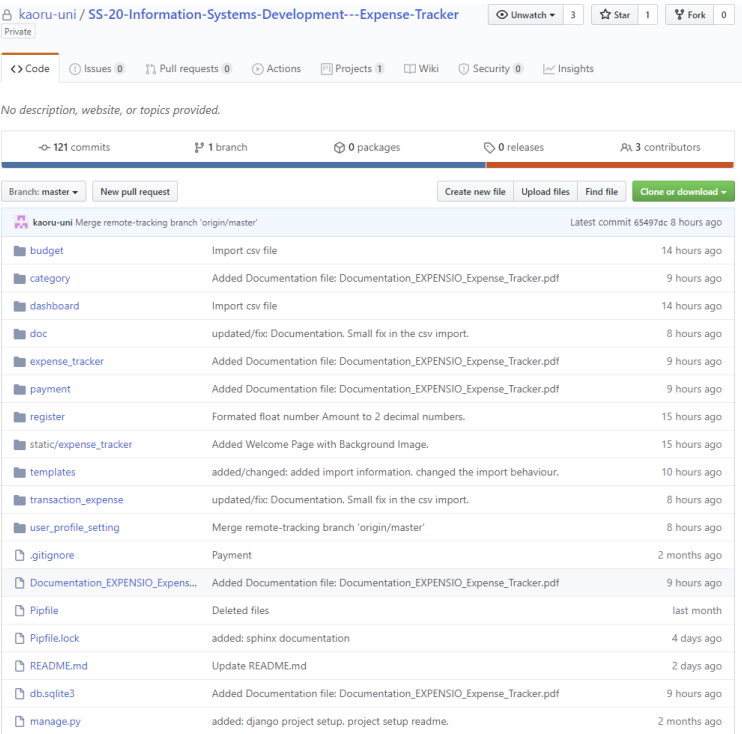 kaoru-uni / SS-20-Information-Systems-Development---Expense-Tracker Unwatch 3 Star 1 Fork 0
Private
Code Issues 0 Pull requests 0 Actions Projects 1 Wiki Security 0 Insights
No description, website, or topics provided.
121 commits 1 branch 0 packages 0 releases 3 contributors
Branch: master New pull request Create new file Upload files Find file Clone or download
kaoru-uni Merge remote-tracking branch 'origin/master' Latest commit 65497dc 8 hours ago
budget Import csv file 14 hours ago
category Added Documentation file: Documentation_EXPENSIO_Expense_Tracker.pdf 9 hours ago
dashboard Import csv file 14 hours ago
doc updated/fix: Documentation. Small fix in the csv import. 8 hours ago
expense_tracker Added Documentation file: Documentation_EXPENSIO_Expense_Tracker.pdf 9 hours ago
payment Added Documentation file: Documentation_EXPENSIO_Expense_Tracker.pdf 9 hours ago
register Formated float number Amount to 2 decimal numbers. 15 hours ago
static/expense_tracker Added Welcome Page with Background Image. 15 hours ago
templates added/changed: added import information. changed the import behaviour. 10 hours ago
transaction_expense updated/fix: Documentation. Small fix in the csv import. 8 hours ago
user_profile_setting Merge remote-tracking branch 'origin/master' 8 hours ago
.gitignore Payment 2 months ago
Documentation_EXPENSIO_Expens... Added Documentation file: Documentation_EXPENSIO_Expense_Tracker.pdf 9 hours ago
Pipfile Deleted files last month
Pipfile.lock added: sphinx documentation 4 days ago
README.md Update README.md 2 days ago
db.sqlite3 Added Documentation file: Documentation_EXPENSIO_Expense_Tracker.pdf 9 hours ago
manage.py added: django project setup. project setup readme. 2 months ago